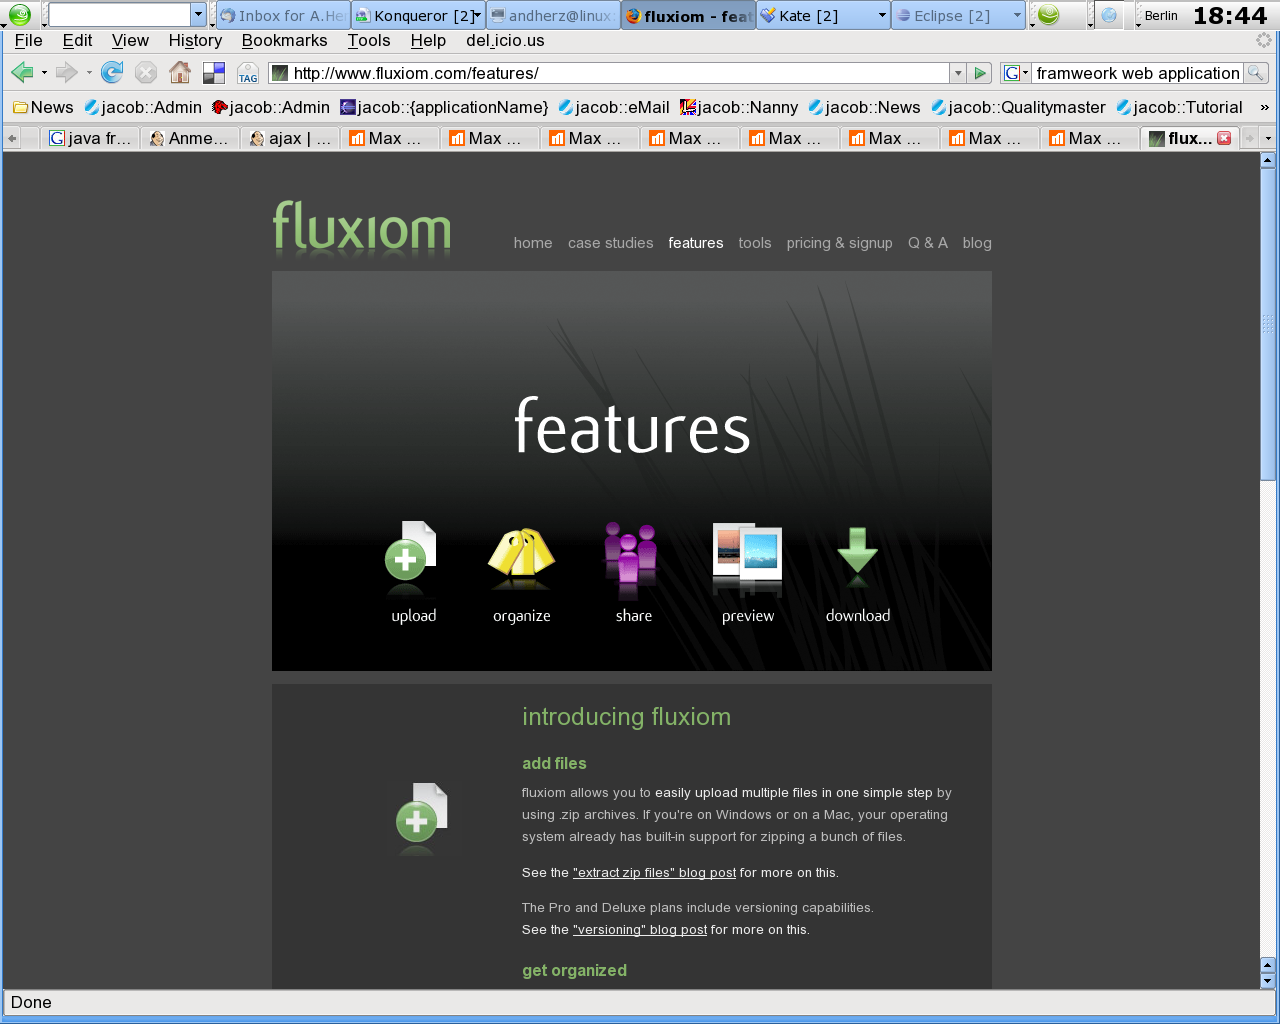 Inbox for A.He
Konqueror [2]
andherz@linux:
fluxiom - feat
Kate [2]
Eclipse [2]
Berlin
18:44
File Edit View History Bookmarks Tools Help del.icio.us
TAG
http://www.fluxiom.com/features/
G
framweork web application
News jacob::Admin jacob::Admin jacob::{applicationName} jacob::eMail jacob::Nanny jacob::News jacob::Qualitymaster jacob::Tutorial »
java fr... Anme... ajax | ... Max ... Max ... Max ... Max ... Max ... Max ... Max ... Max ... flux...
fluxiom
home case studies features tools pricing & signup Q & A blog
features
upload organize share preview download
introducing fluxiom
add files
fluxiom allows you to easily upload multiple files in one simple step by
using .zip archives. If you're on Windows or on a Mac, your operating
system already has built-in support for zipping a bunch of files.
See the "extract zip files" blog post for more on this.
The Pro and Deluxe plans include versioning capabilities.
See the "versioning" blog post for more on this.
get organized
Done